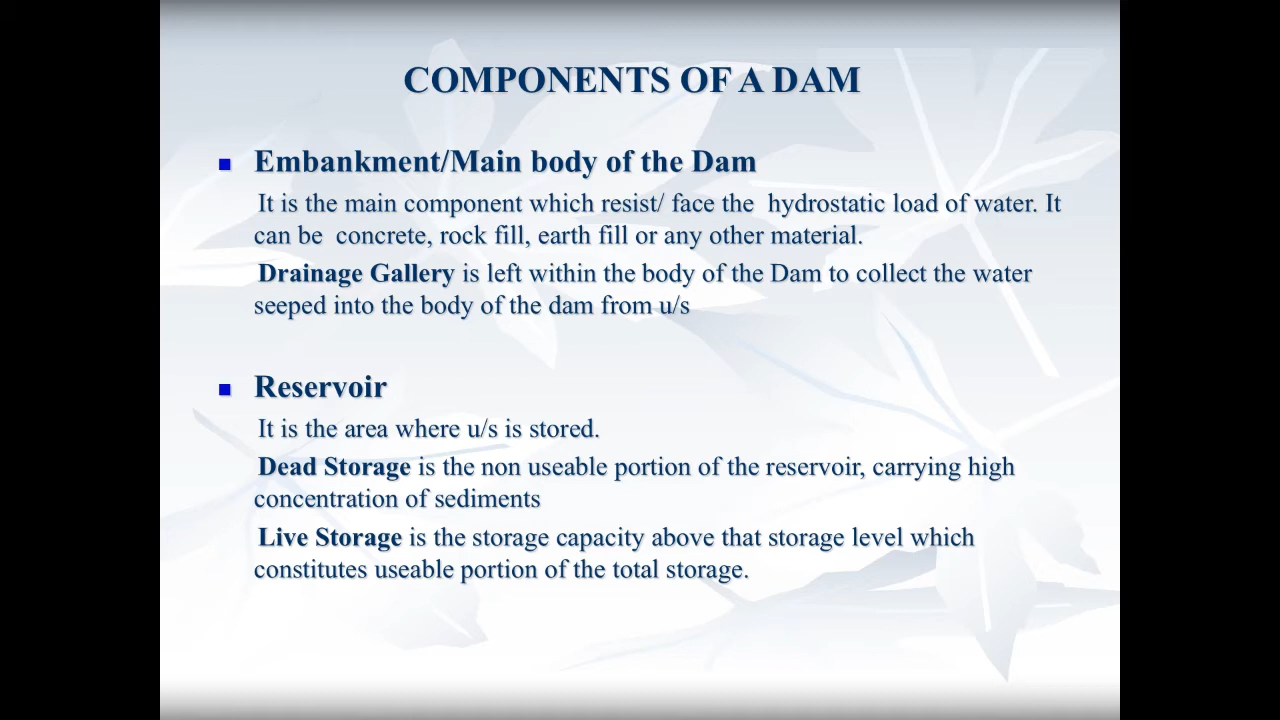 COMPONENTS OF A DAM
Embankment/Main body of the Dam
It is the main component which resist/ face the hydrostatic load of water. It
can be concrete, rock fill, earth fill or any other material.
Drainage Gallery is left within the body of the Dam to collect the water
seeped into the body of the dam from u/s
Reservoir
It is the area where u/s is stored.
Dead Storage is the non useable portion of the reservoir, carrying high
concentration of sediments
Live Storage is the storage capacity above that storage level which
constitutes useable portion of the total storage.